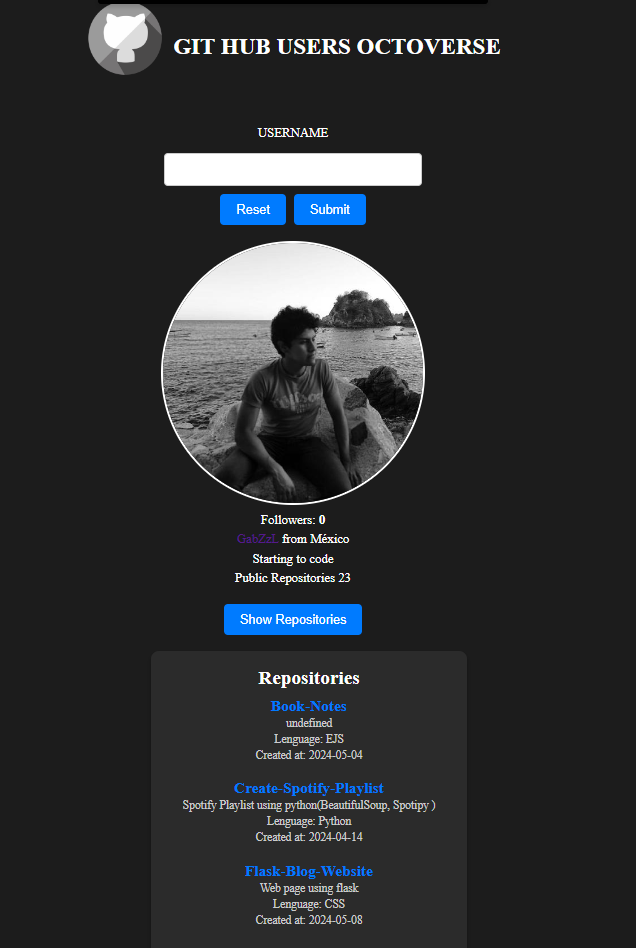 GIT HUB USERS OCTOVERSE
USERNAME
Reset Submit
Followers: 0
GabZzL from México
Starting to code
Public Repositories 23
Show Repositories
Repositories
Book-Notes
undefined
Lenguage: EJS
Created at: 2024-05-04
Create-Spotify-Playlist
Spotify Playlist using python(BeautifulSoup, Spotipy )
Lenguage: Python
Created at: 2024-04-14
Flask-Blog-Website
Web page using flask
Lenguage: CSS
Created at: 2024-05-08